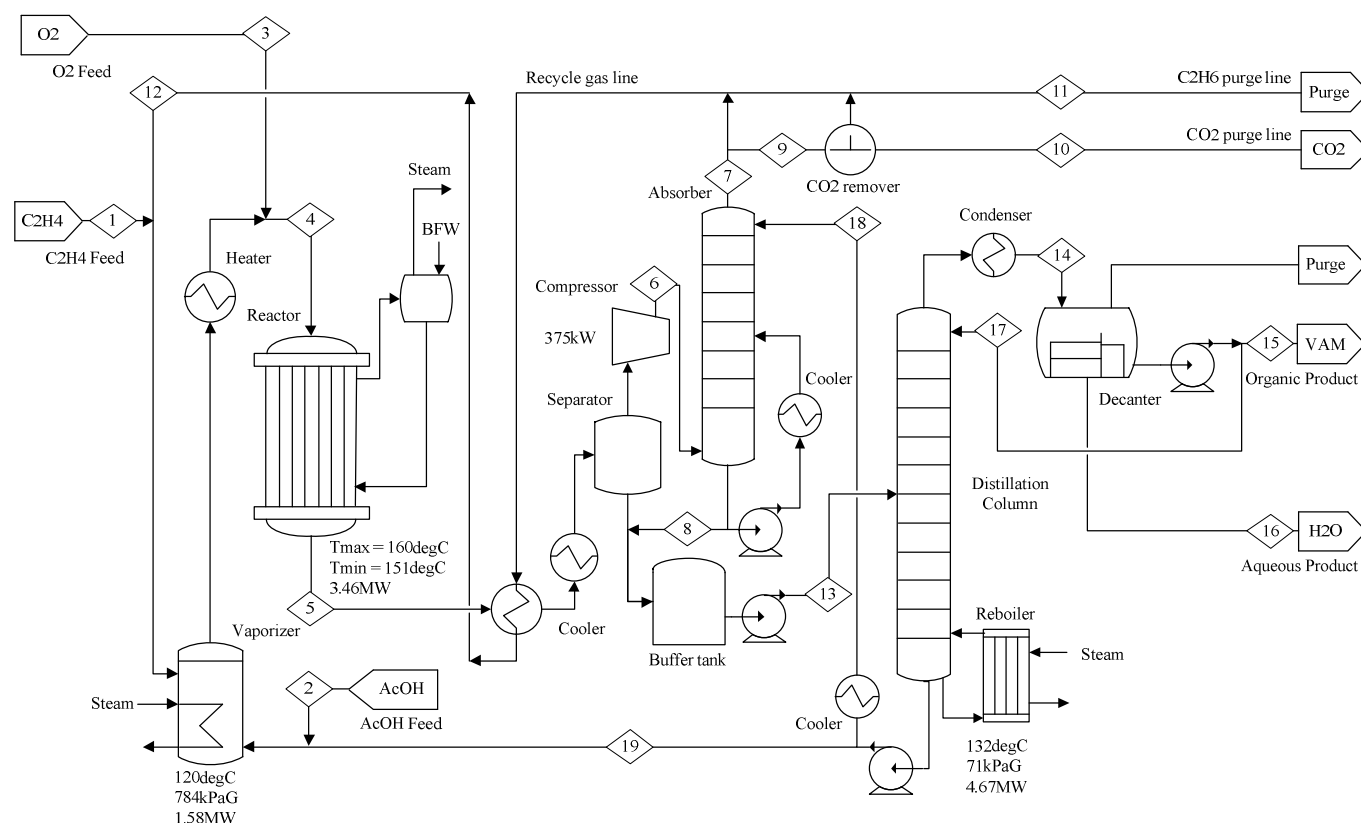 O2
3
O2 Feed
Recycle gas line
C2H6 purge line
12
11
Purge
CO2 purge line
9
10
CO2
CO2 remover
Steam
Absorber
7
C2H4
1
C2H4 Feed
4
BFW
18
Condenser
14
Purge
Heater
Compressor
6
Reactor
375kW
17
15
VAM
Organic Product
Cooler
Decanter
Separator
Distillation
Column
8
16
H2O
Aqueous Product
Tmax = 160degC
Tmin = 151degC
3.46MW
5
Cooler
13
Reboiler
Vaporizer
Buffer tank
Steam
2
AcOH
AcOH Feed
Steam
Cooler
19
120degC
784kPaG
1.58MW
132degC
71kPaG
4.67MW